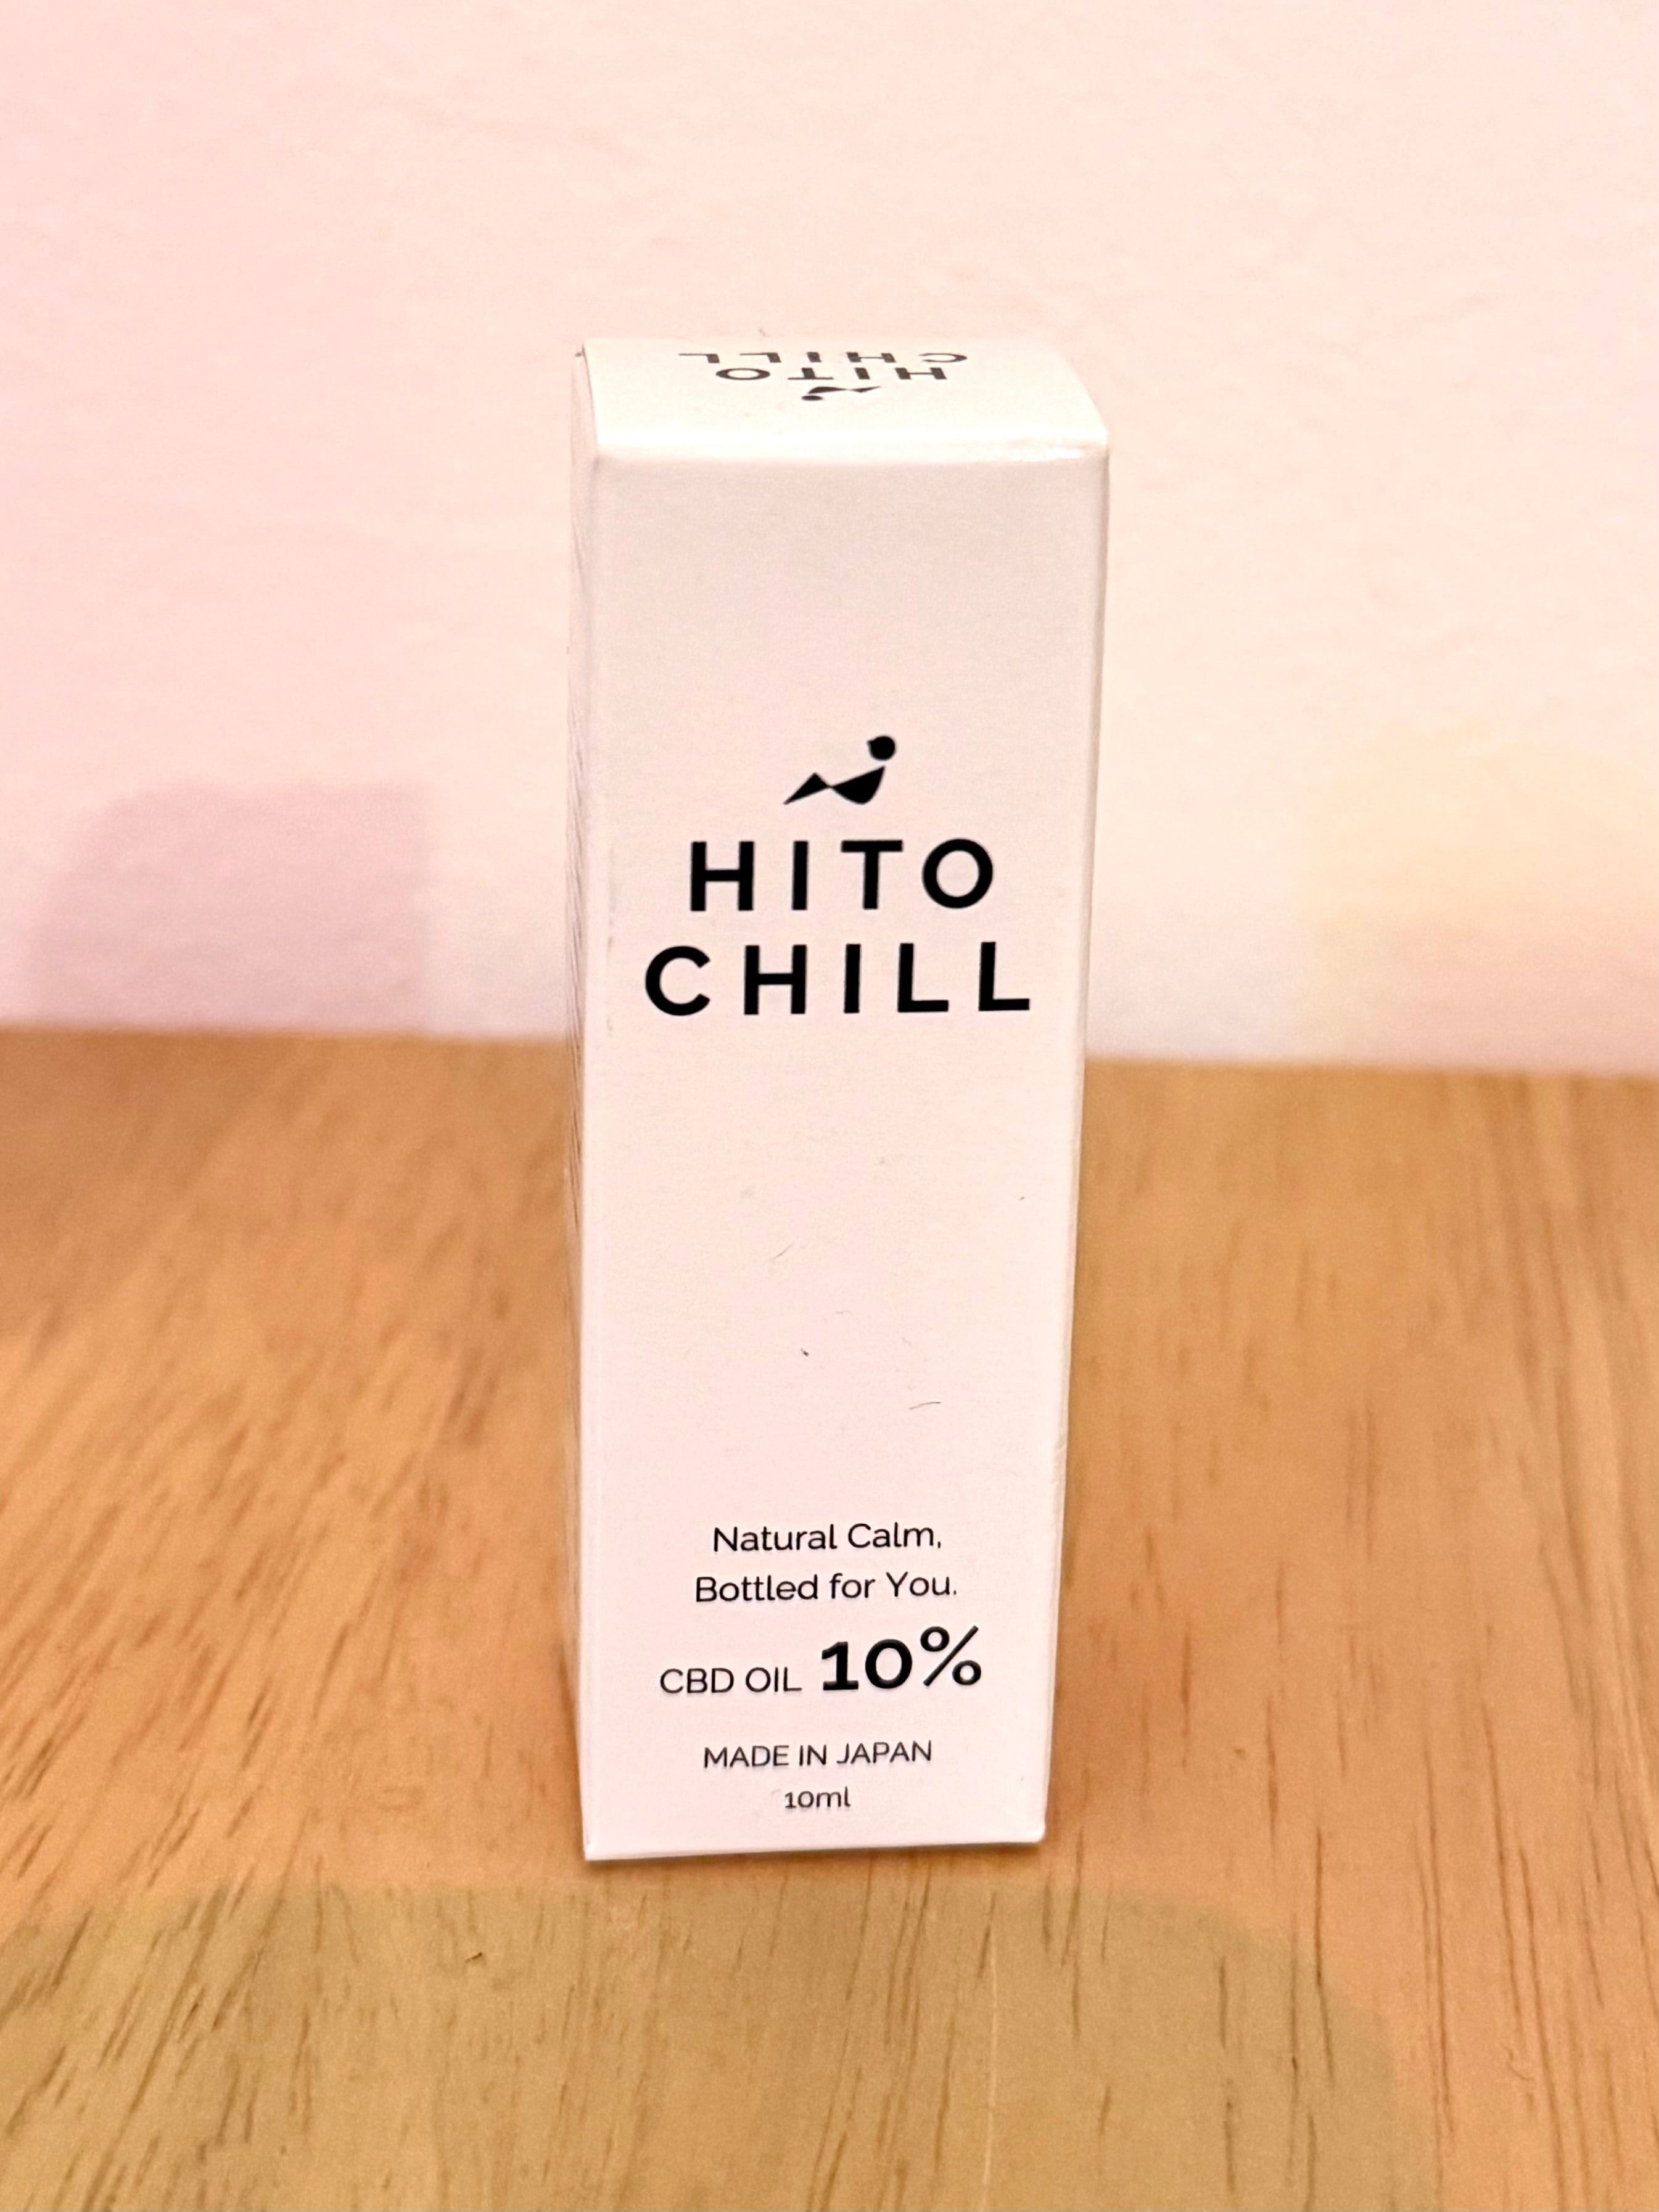 CHILL
HITO
HITO
CHILL
Natural Calm,
Bottled for You.
CBD OIL 10%
MADE IN JAPAN
10ml